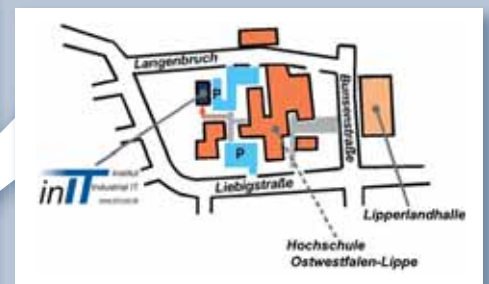 Langenbruch
P
Bunsenstraße
P
inIT
Institut
Industrial IT
Liebigstraße
Lipperlandhalle
Hochschule
Ostwestfalen-Lippe